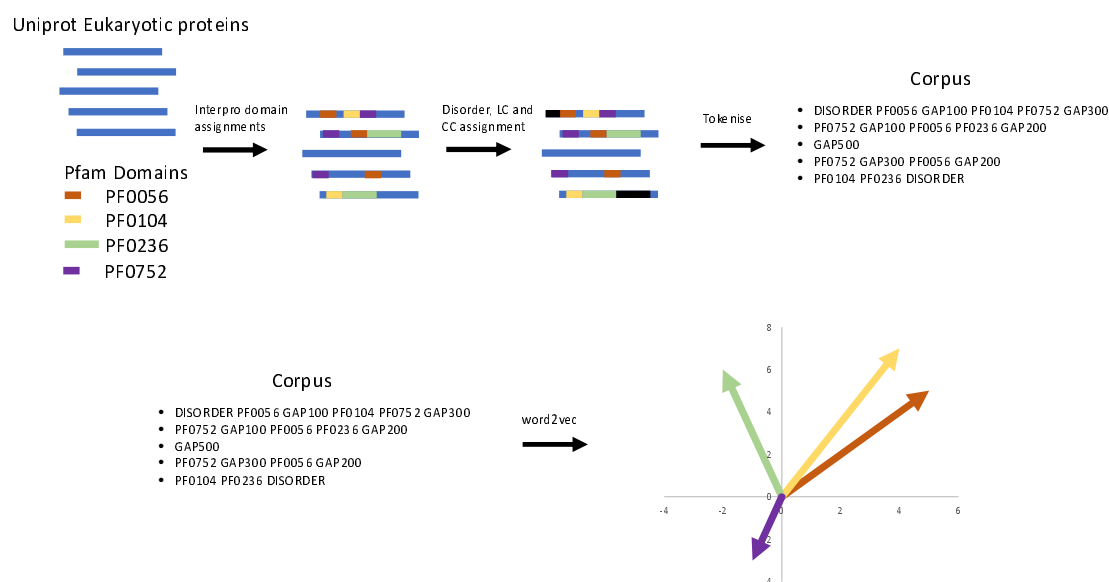 Uniprot Eukaryotic proteins
Interpro domain
assignments
Disorder, LC and
CC assignment
Tokenise
Corpus
• DISORDER PF0056 GAP100 PF0104 PF0752 GAP300
• PF0752 GAP100 PF0056 PF0236 GAP200
• GAP500
• PF0752 GAP300 PF0056 GAP200
• PF0104 PF0236 DISORDER
Pfam Domains
PF0056
PF0104
PF0236
PF0752
Corpus
• DISORDER PF0056 GAP100 PF0104 PF0752 GAP300
• PF0752 GAP100 PF0056 PF0236 GAP200
• GAP500
• PF0752 GAP300 PF0056 GAP200
• PF0104 PF0236 DISORDER
word2vec
8
6
4
2
0
-4 -2 0 2 4 6
-2
-4